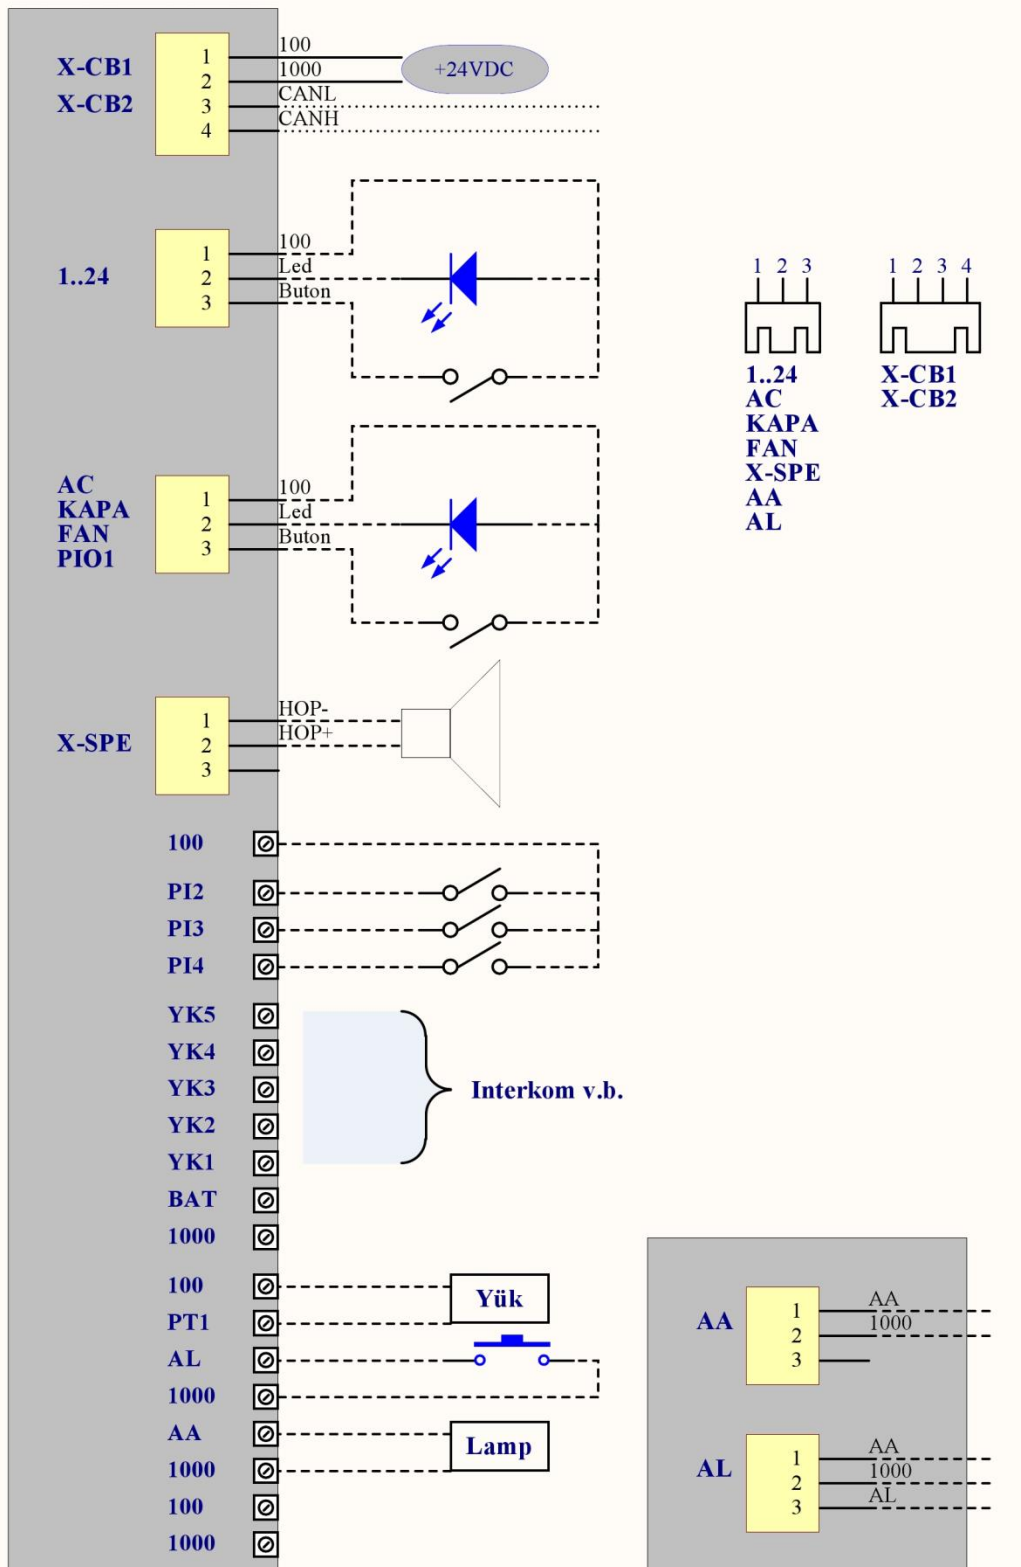 X-CB1
X-CB2
1 100
2 1000
3 CANL
4 CANH
+24VDC
1..24
1 100
2 Led
3 Buton
AC
KAPA
FAN
PIO1
1 100
2 Led
3 Buton
X-SPE
1 HOP-
2 HOP+
3
100
PI2
PI3
PI4
YK5
YK4
YK3
YK2
YK1
Interkom v.b.
BAT
1000
100
PT1
Yük
AL
1000
AA
1000
Lamp
100
1000
1 2 3
1..24
AC
KAPA
FAN
X-SPE
AA
AL
1 2 3 4
X-CB1
X-CB2
AA
1 AA
2 1000
3
AL
1 AA
2 1000
3 AL